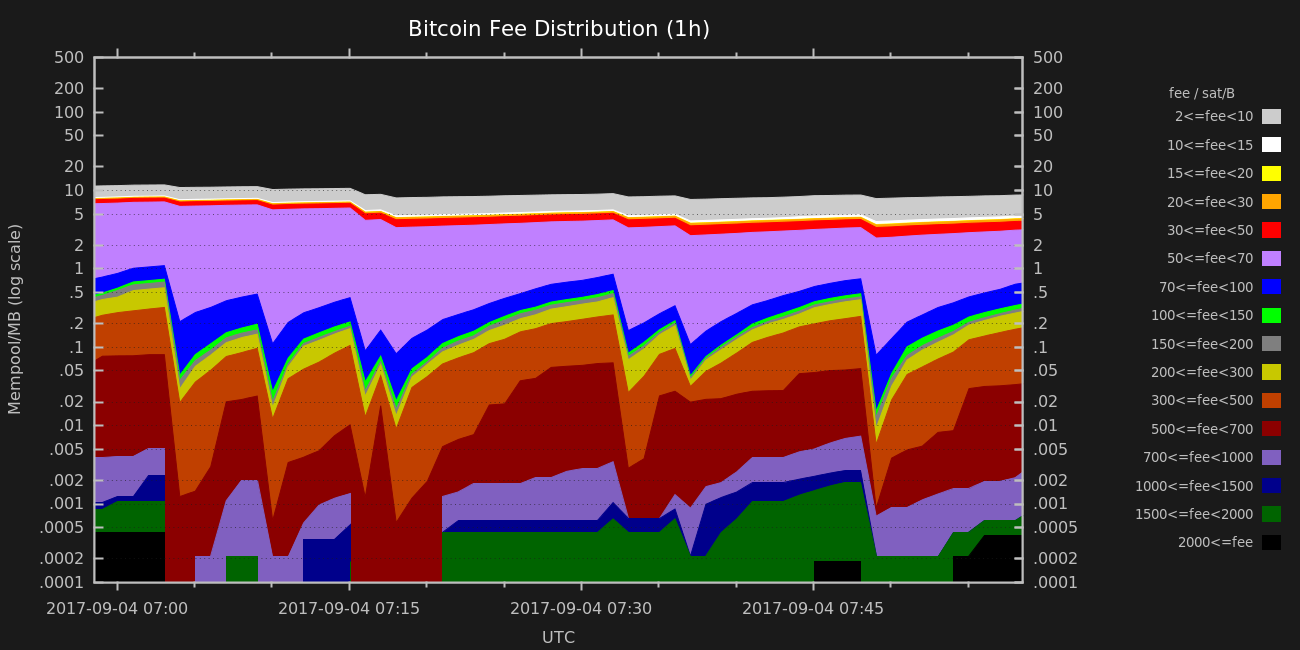 Bitcoin Fee Distribution (1h)
500 500
200 200
100 100
50 50
20 20
10 10
5 5
2 2
1 1
.5 .5
.2 .2
.1 .1
.05 .05
.02 .02
.01 .01
.005 .005
.002 .002
.001 .001
.0005 .0005
.0002 .0002
.0001 .0001
Mempool/MB (log scale)
2017-09-04 07:00 2017-09-04 07:15 2017-09-04 07:30 2017-09-04 07:45
UTC
fee / sat/B
2<=fee<10
10<=fee<15
15<=fee<20
20<=fee<30
30<=fee<50
50<=fee<70
70<=fee<100
100<=fee<150
150<=fee<200
200<=fee<300
300<=fee<500
500<=fee<700
700<=fee<1000
1000<=fee<1500
1500<=fee<2000
2000<=fee